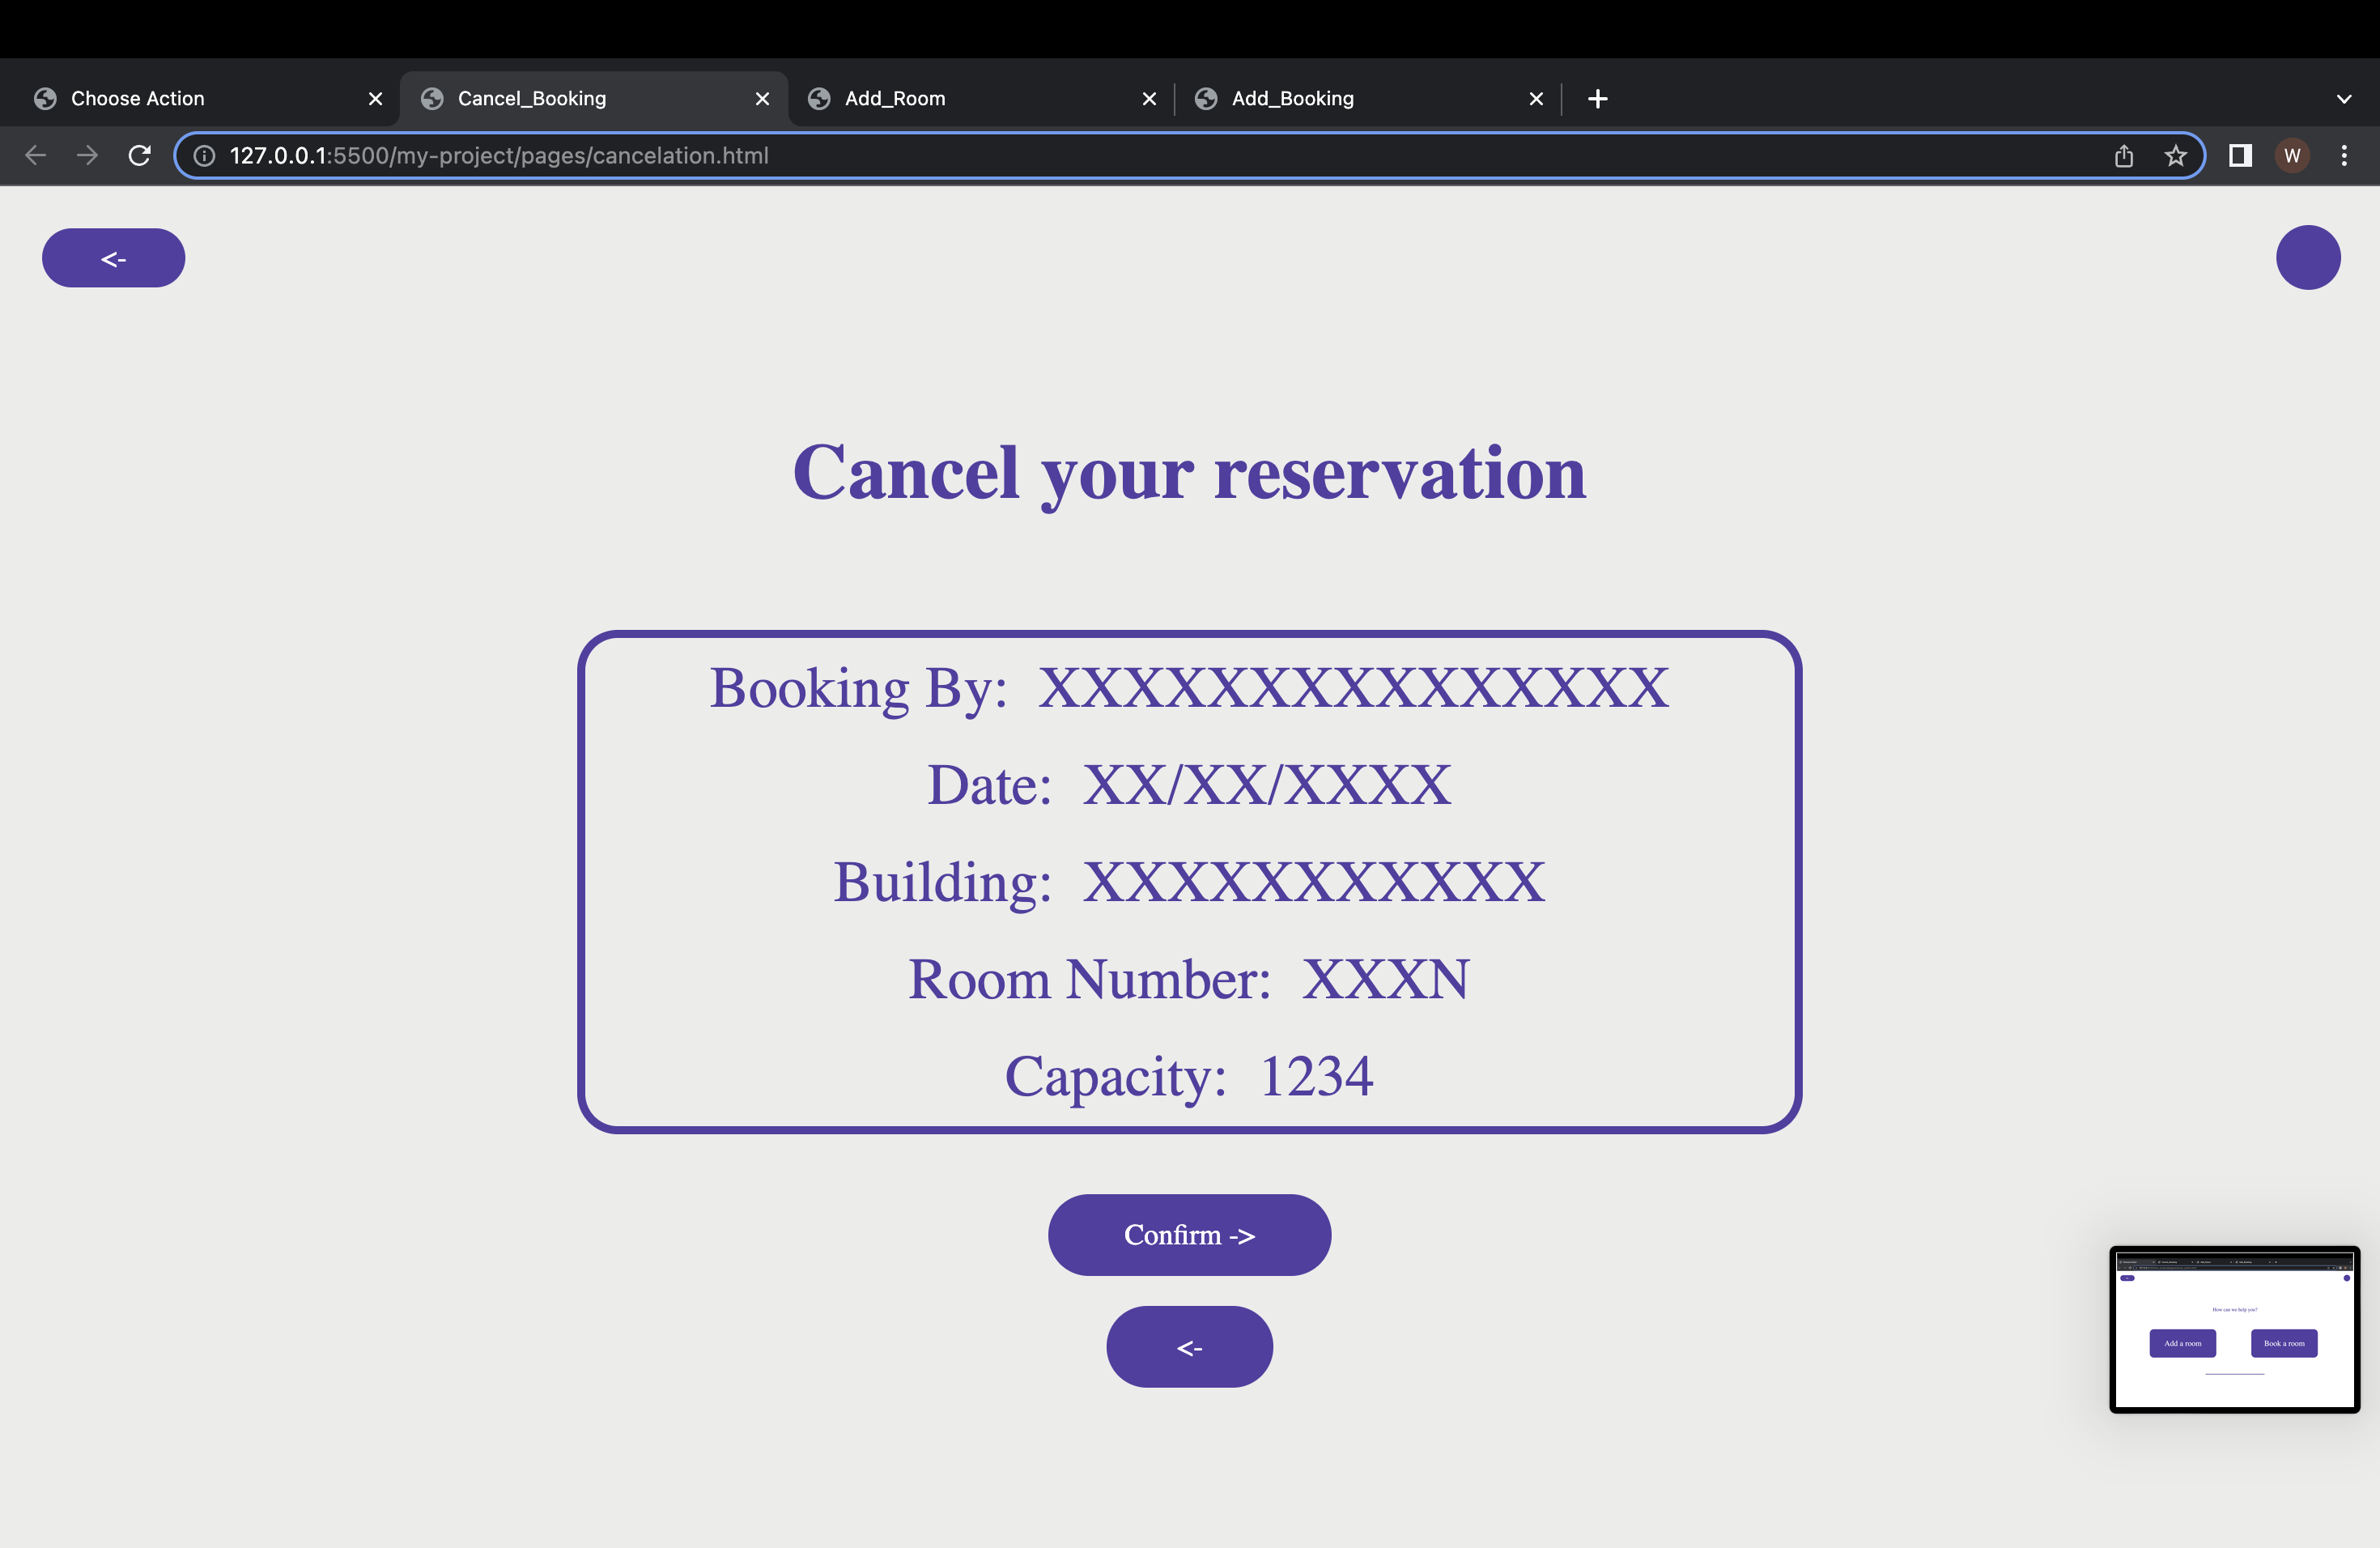 Choose Action
Cancel_Booking
Add_Room
Add_Booking
127.0.0.1:5500/my-project/pages/cancelation.html
W
<-
Cancel your reservation
Booking By: XXXXXXXXXXXXXXX
Date: XX/XX/XXXX
Building: XXXXXXXXXXX
Room Number: XXXN
Capacity: 1234
Confirm ->
<-
How can we help you?
Add a room
Book a room